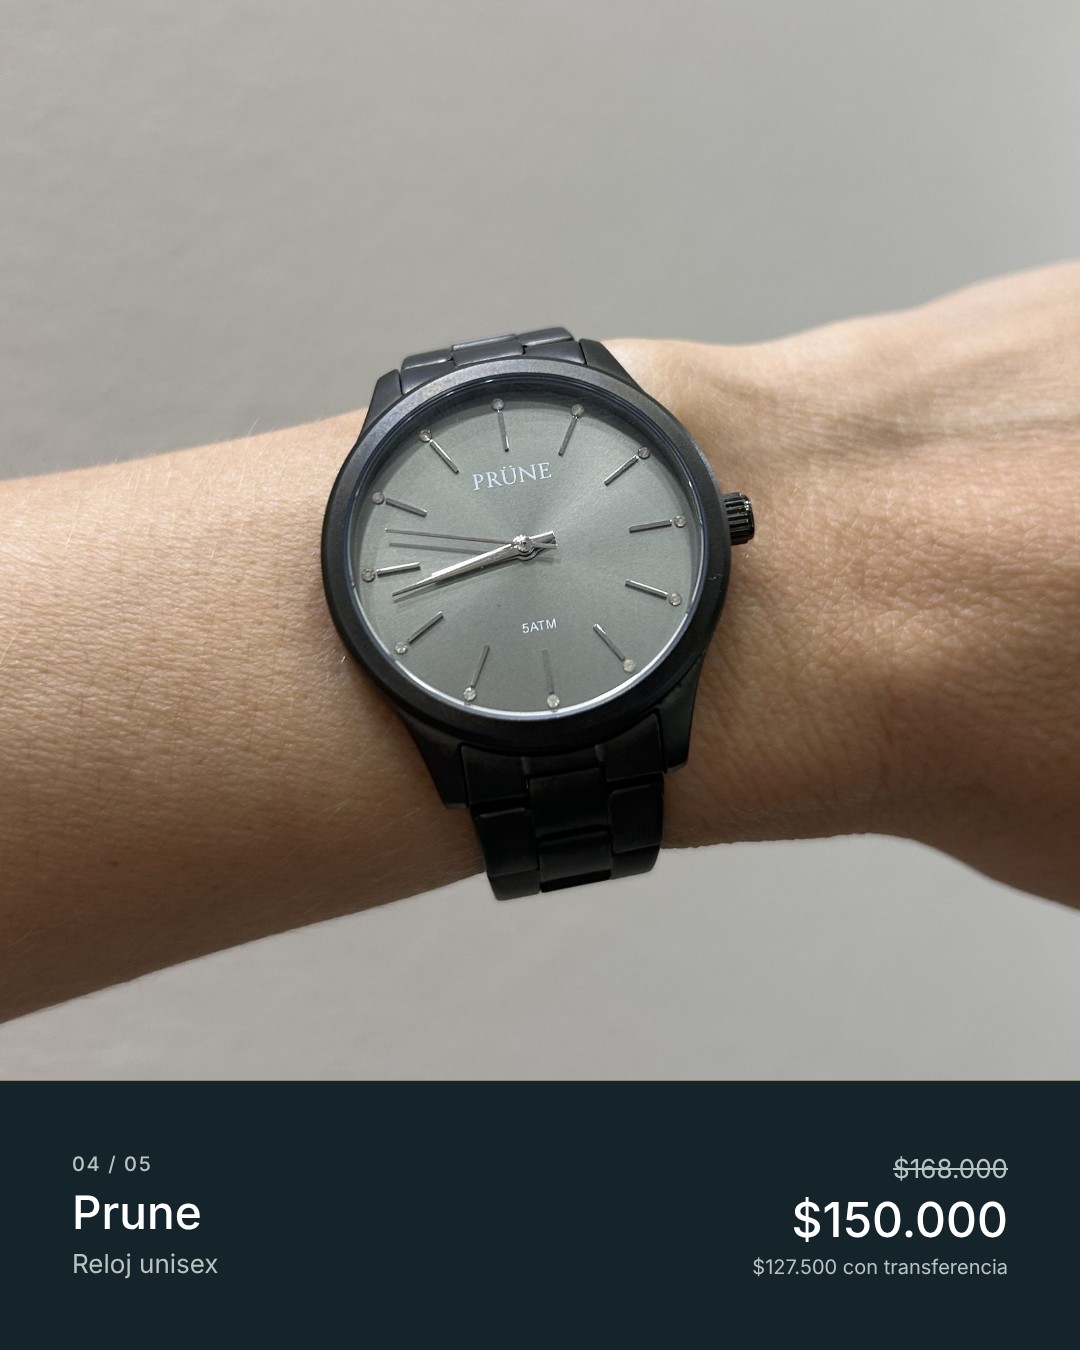 PRÜNE
5ATM
04 / 05
Prune
Reloj unisex
$168.000
$150.000
$127.500 con transferencia